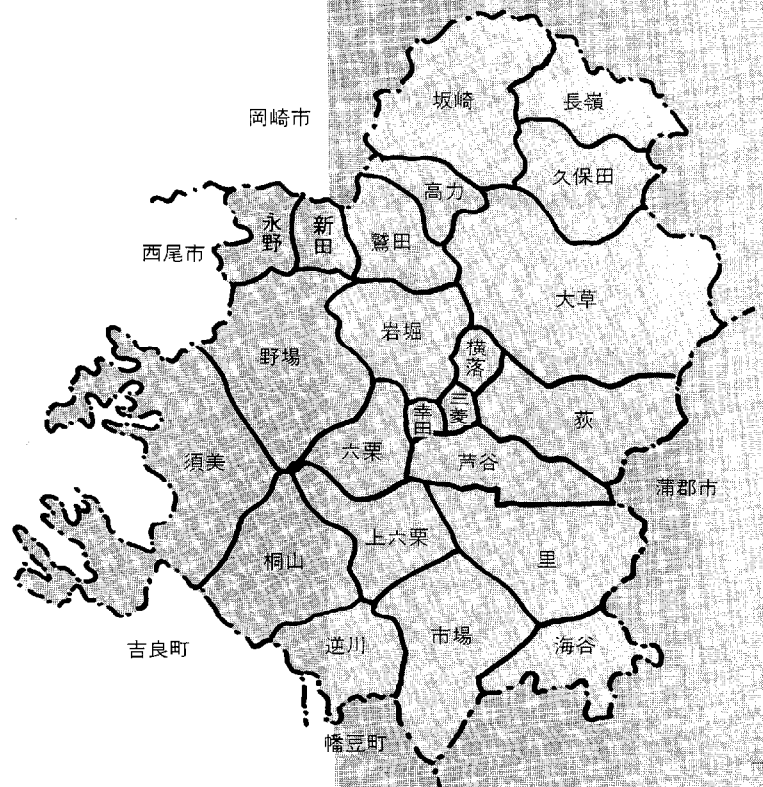 坂崎
長嶺
岡崎市
久保田
高力
永野
新田
鷲田
西尾市
大草
岩堀
横落
野場
三菱
幸田
荻
六栗
芦谷
須美
蒲郡市
上六栗
桐山
里
市場
逆川
海谷
吉良町
幡豆町